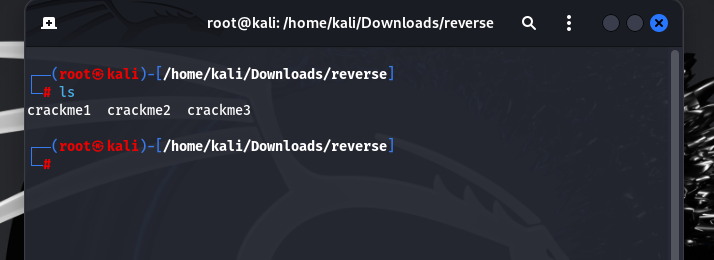 root@kali: /home/kali/Downloads/reverse
┌──(root㉿kali)-[/home/kali/Downloads/reverse]
└─# ls
crackme1  crackme2  crackme3
┌──(root㉿kali)-[/home/kali/Downloads/reverse]
└─#